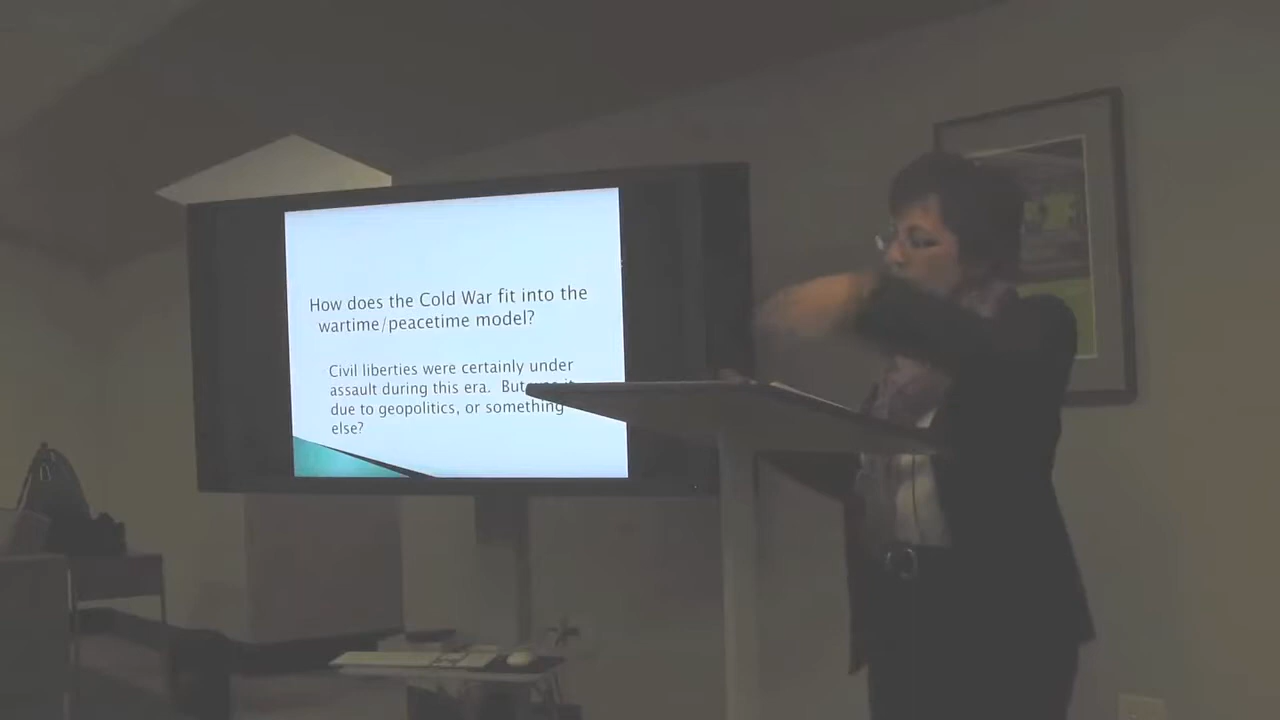 How does the Cold War fit into the
wartime/peacetime model?
Civil liberties were certainly under
assault during this era. But
due to geopolitics, or something
else?